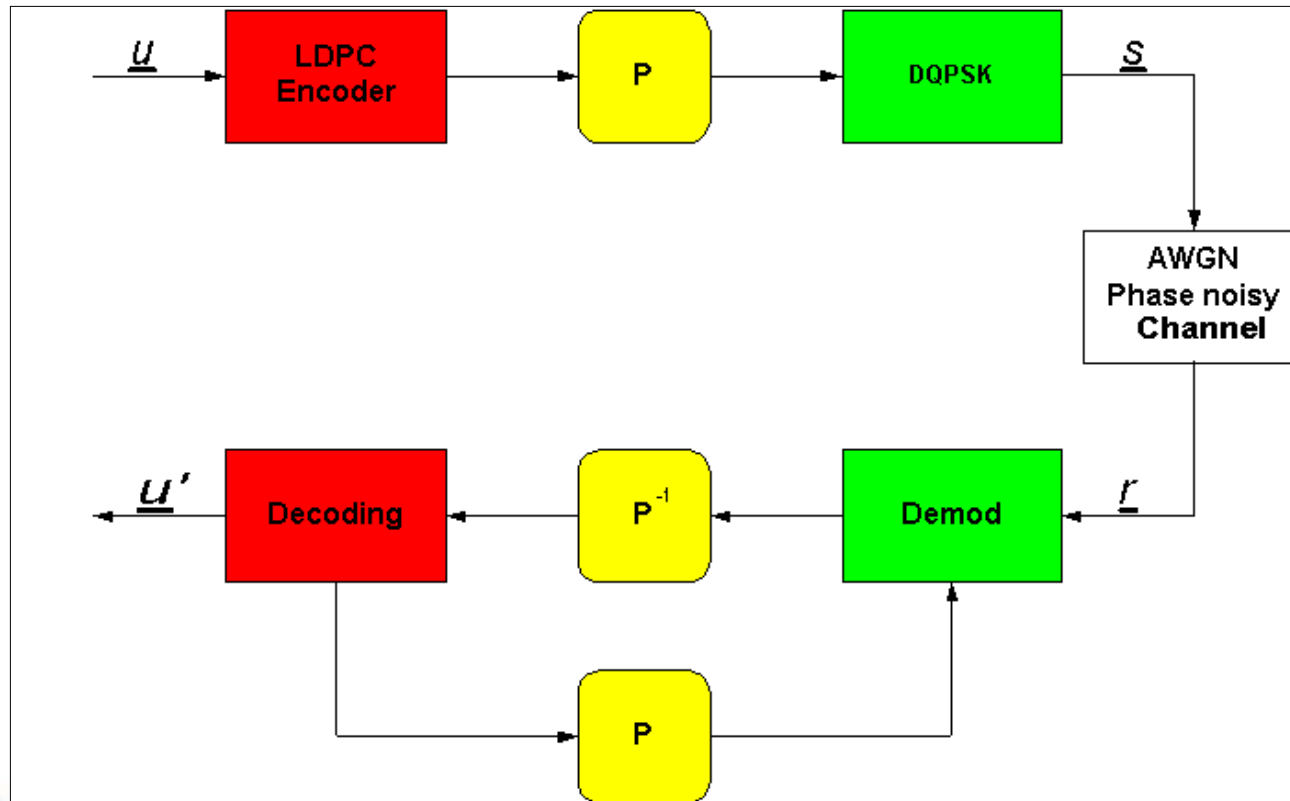 u
LDPC
Encoder
P
DQPSK
s
AWGN
Phase noisy
Channel
u'
Decoding
P-1
Demod
r
P